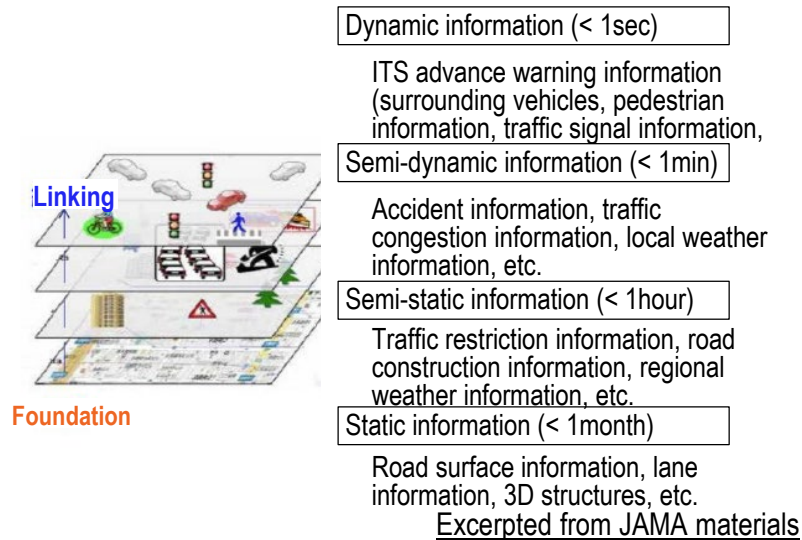 Dynamic information (< 1sec)
ITS advance warning information
(surrounding vehicles, pedestrian
information, traffic signal information,
Semi-dynamic information (< 1min)
Accident information, traffic
congestion information, local weather
information, etc.
Semi-static information (< 1hour)
Traffic restriction information, road
construction information, regional
weather information, etc.
Static information (< 1month)
Road surface information, lane
information, 3D structures, etc.
Excerpted from JAMA materials
Linking
Foundation